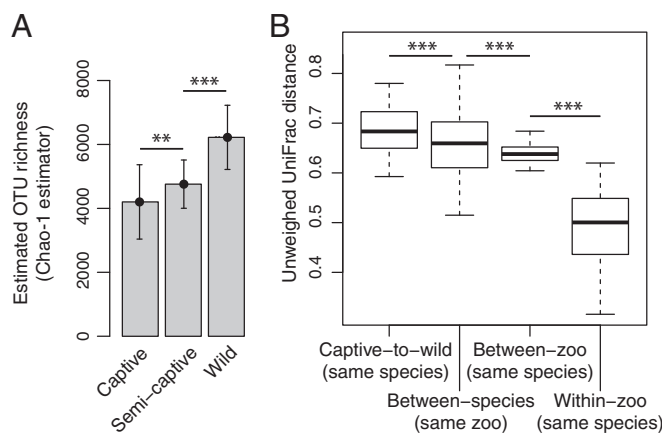 A
Estimated OTU richness
(Chao−1 estimator)
0
2000
4000
6000
8000
**
***
Captive
Semi−captive
Wild
B
Unweighed UniFrac distance
0.4
0.5
0.6
0.7
0.8
***
***
***
Captive−to−wild
(same species)
Between−species
(same zoo)
Between−zoo
(same species)
Within−zoo
(same species)